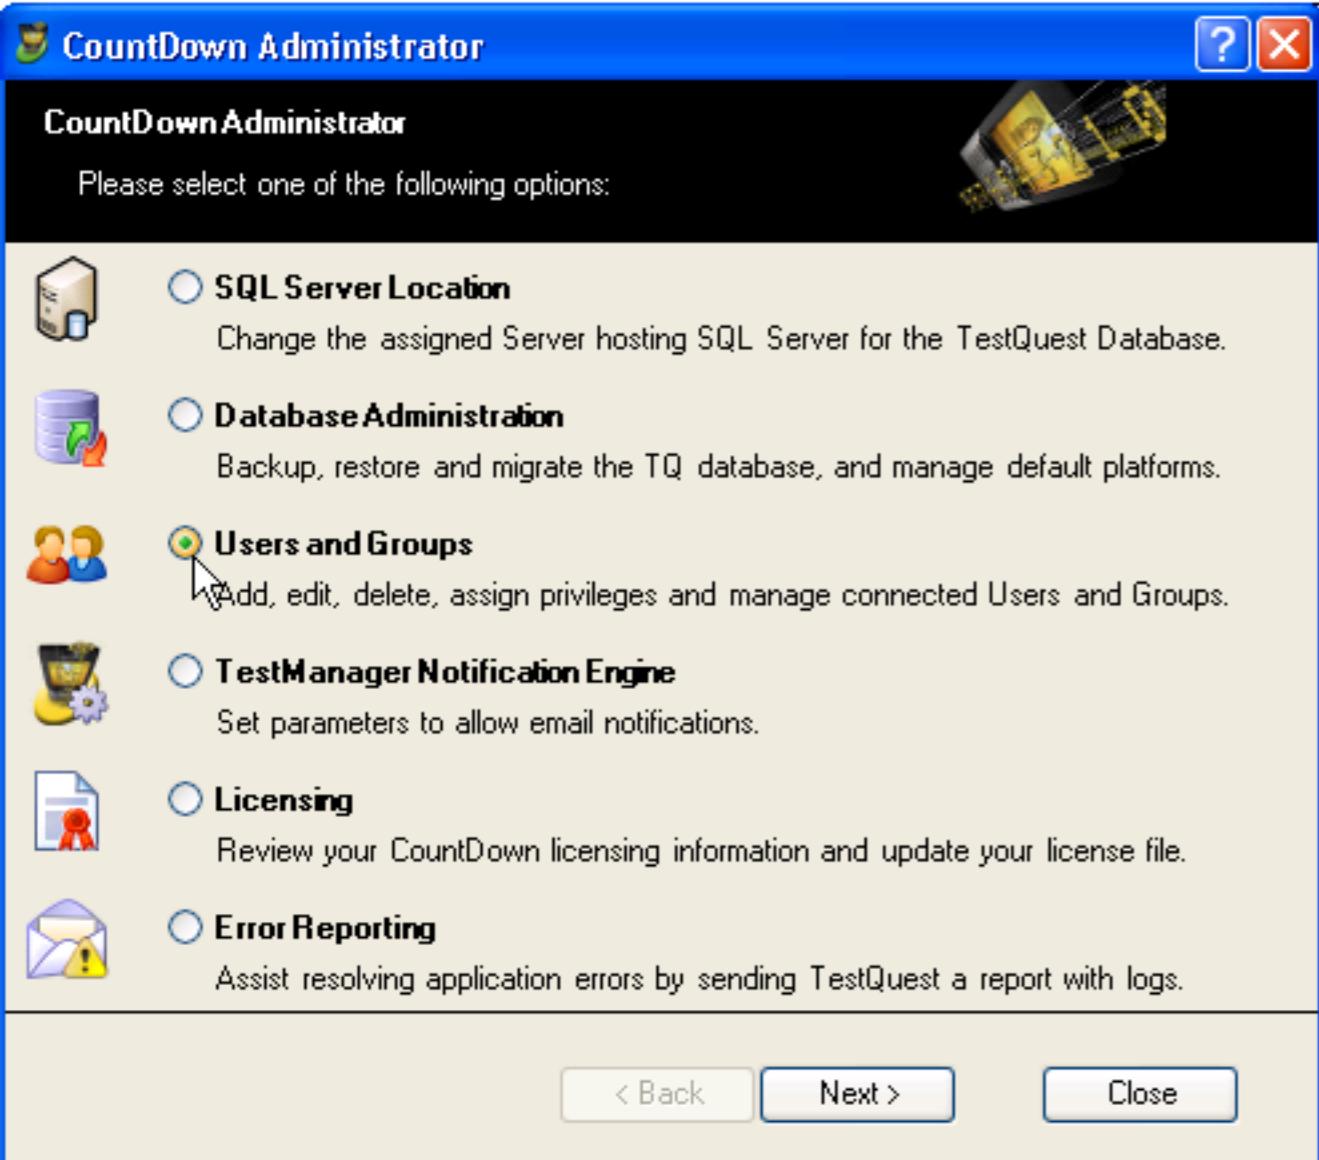 CountDown Administrator
?
CountDown Administrator
Please select one of the following options:
SQL Server Location
Change the assigned Server hosting SQL Server for the TestQuest Database.
Database Administration
Backup, restore and migrate the TQ database, and manage default platforms.
Users and Groups
Add, edit, delete, assign privileges and manage connected Users and Groups.
TestManager Notification Engine
Set parameters to allow email notifications.
Licensing
Review your CountDown licensing information and update your license file.
Error Reporting
Assist resolving application errors by sending TestQuest a report with logs.
< Back Next > Close